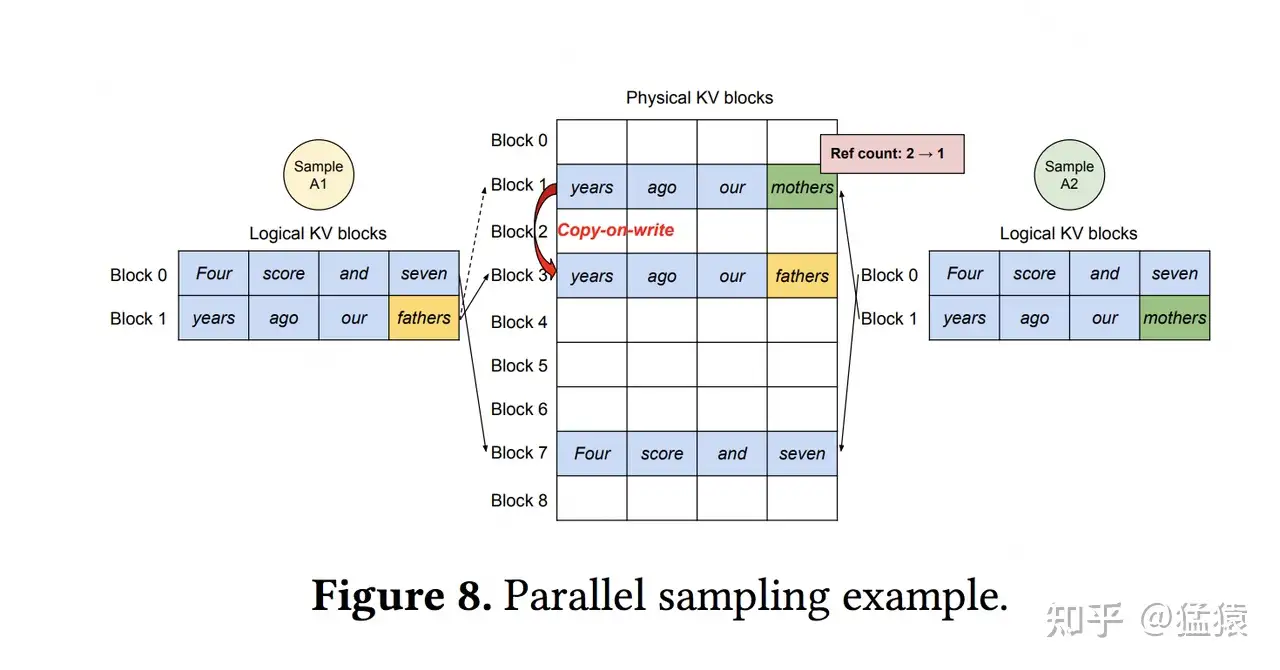 Physical KV blocks
Sample
A1
Logical KV blocks
Block 0 Four score and seven
Block 1 years ago our fathers
Block 0
Ref count: 2 → 1
Block 1 years ago our mothers
Block 2 Copy-on-write
Block 3 years ago our fathers
Block 4
Block 5
Block 6
Block 7 Four score and seven
Block 8
Sample
A2
Logical KV blocks
Block 0 Four score and seven
Block 1 years ago our mothers
Figure 8. Parallel sampling example.
知乎 @猛猿